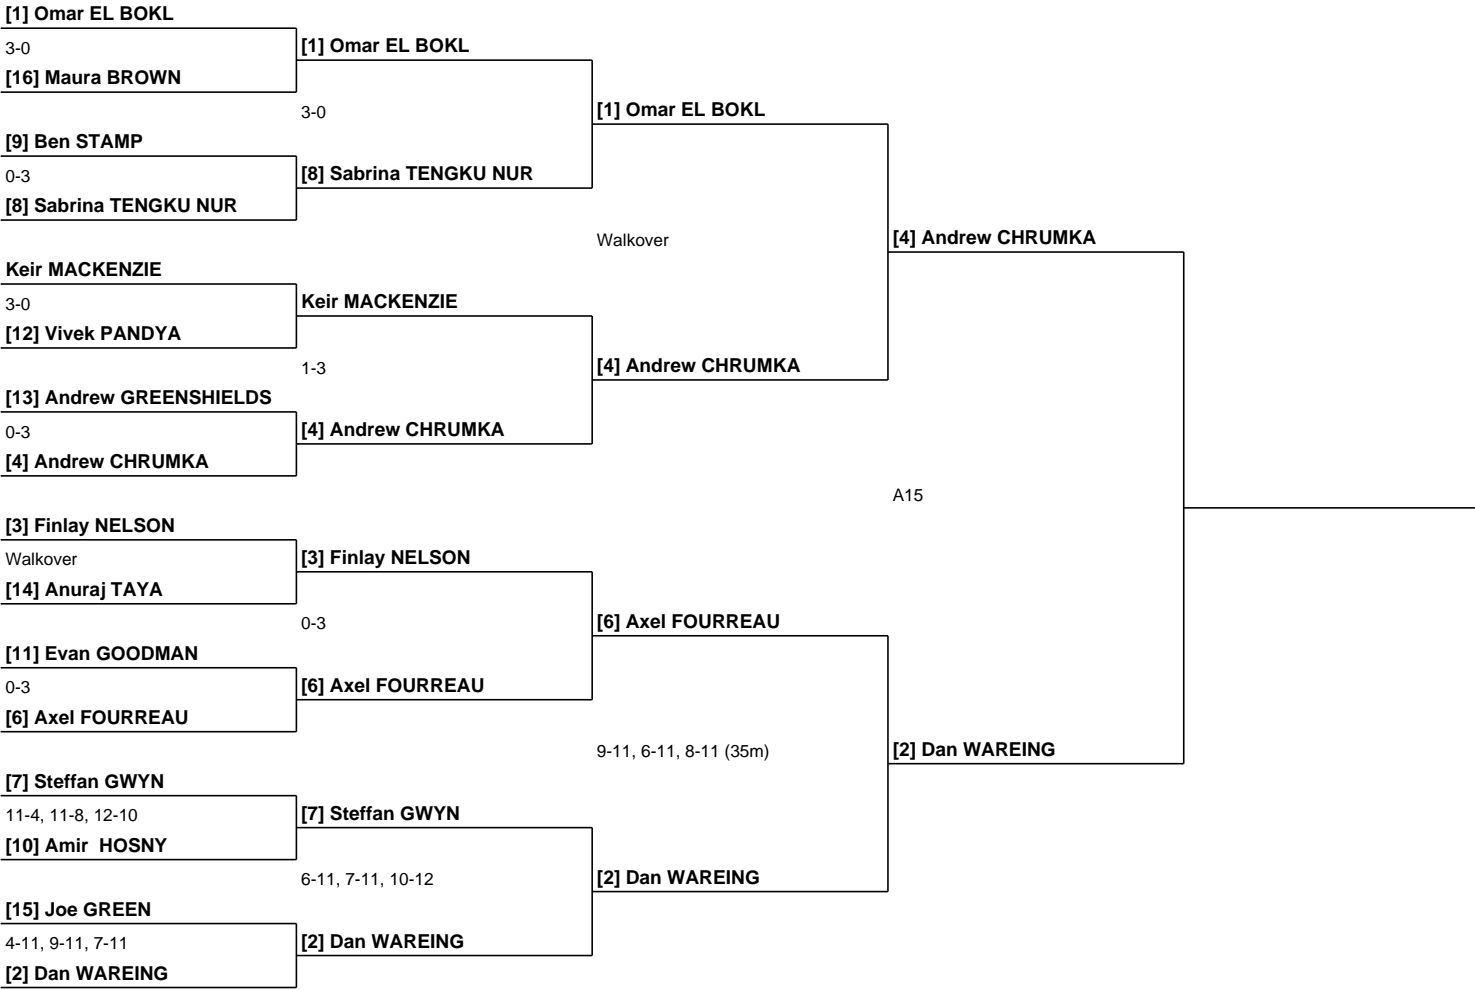 [1] Omar EL BOKL
3-0
[16] Maura BROWN
[9] Ben STAMP
0-3
[8] Sabrina TENGKU NUR
Keir MACKENZIE
3-0
[12] Vivek PANDYA
[13] Andrew GREENSHIELDS
0-3
[4] Andrew CHRUMKA
[3] Finlay NELSON
Walkover
[14] Anuraj TAYA
[11] Evan GOODMAN
0-3
[6] Axel FOURREAU
[7] Steffan GWYN
11-4, 11-8, 12-10
[10] Amir  HOSNY
[15] Joe GREEN
4-11, 9-11, 7-11
[2] Dan WAREING
[1] Omar EL BOKL
3-0
[8] Sabrina TENGKU NUR
Keir MACKENZIE
1-3
[4] Andrew CHRUMKA
[3] Finlay NELSON
0-3
[6] Axel FOURREAU
[7] Steffan GWYN
6-11, 7-11, 10-12
[2] Dan WAREING
[1] Omar EL BOKL
Walkover
[4] Andrew CHRUMKA
[6] Axel FOURREAU
9-11, 6-11, 8-11 (35m)
[2] Dan WAREING
[4] Andrew CHRUMKA
A15
[2] Dan WAREING